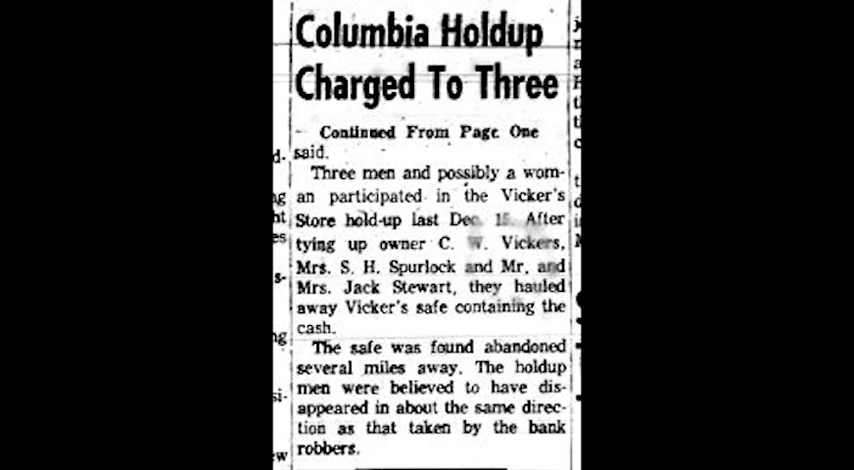 Columbia Holdup
Charged To Three
Continued From Page One
said.
Three men and possibly a wom-
an participated in the Vicker's
Store hold-up last Dec. 15. After
tying up owner C. W. Vickers,
Mrs. S. H. Spurlock and Mr. and
Mrs. Jack Stewart, they hauled
away Vicker's safe containing the
cash.
The safe was found abandoned
several miles away. The holdup
men were believed to have dis-
appeared in about the same direc-
tion as that taken by the bank
robbers.